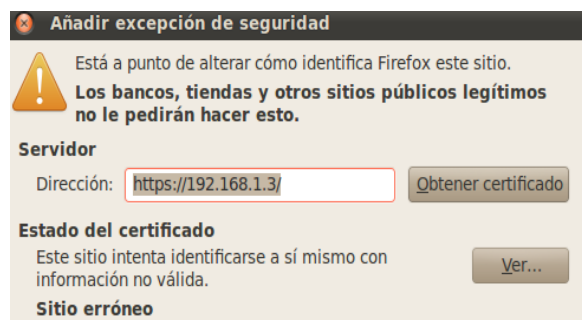 Añadir excepción de seguridad
Está a punto de alterar cómo identifica Firefox este sitio.
Los bancos, tiendas y otros sitios públicos legítimos
no le pedirán hacer esto.
Servidor
Dirección: https://192.168.1.3/ Obtener certificado
Estado del certificado
Este sitio intenta identificarse a sí mismo con
información no válida.
Ver...
Sitio erróneo